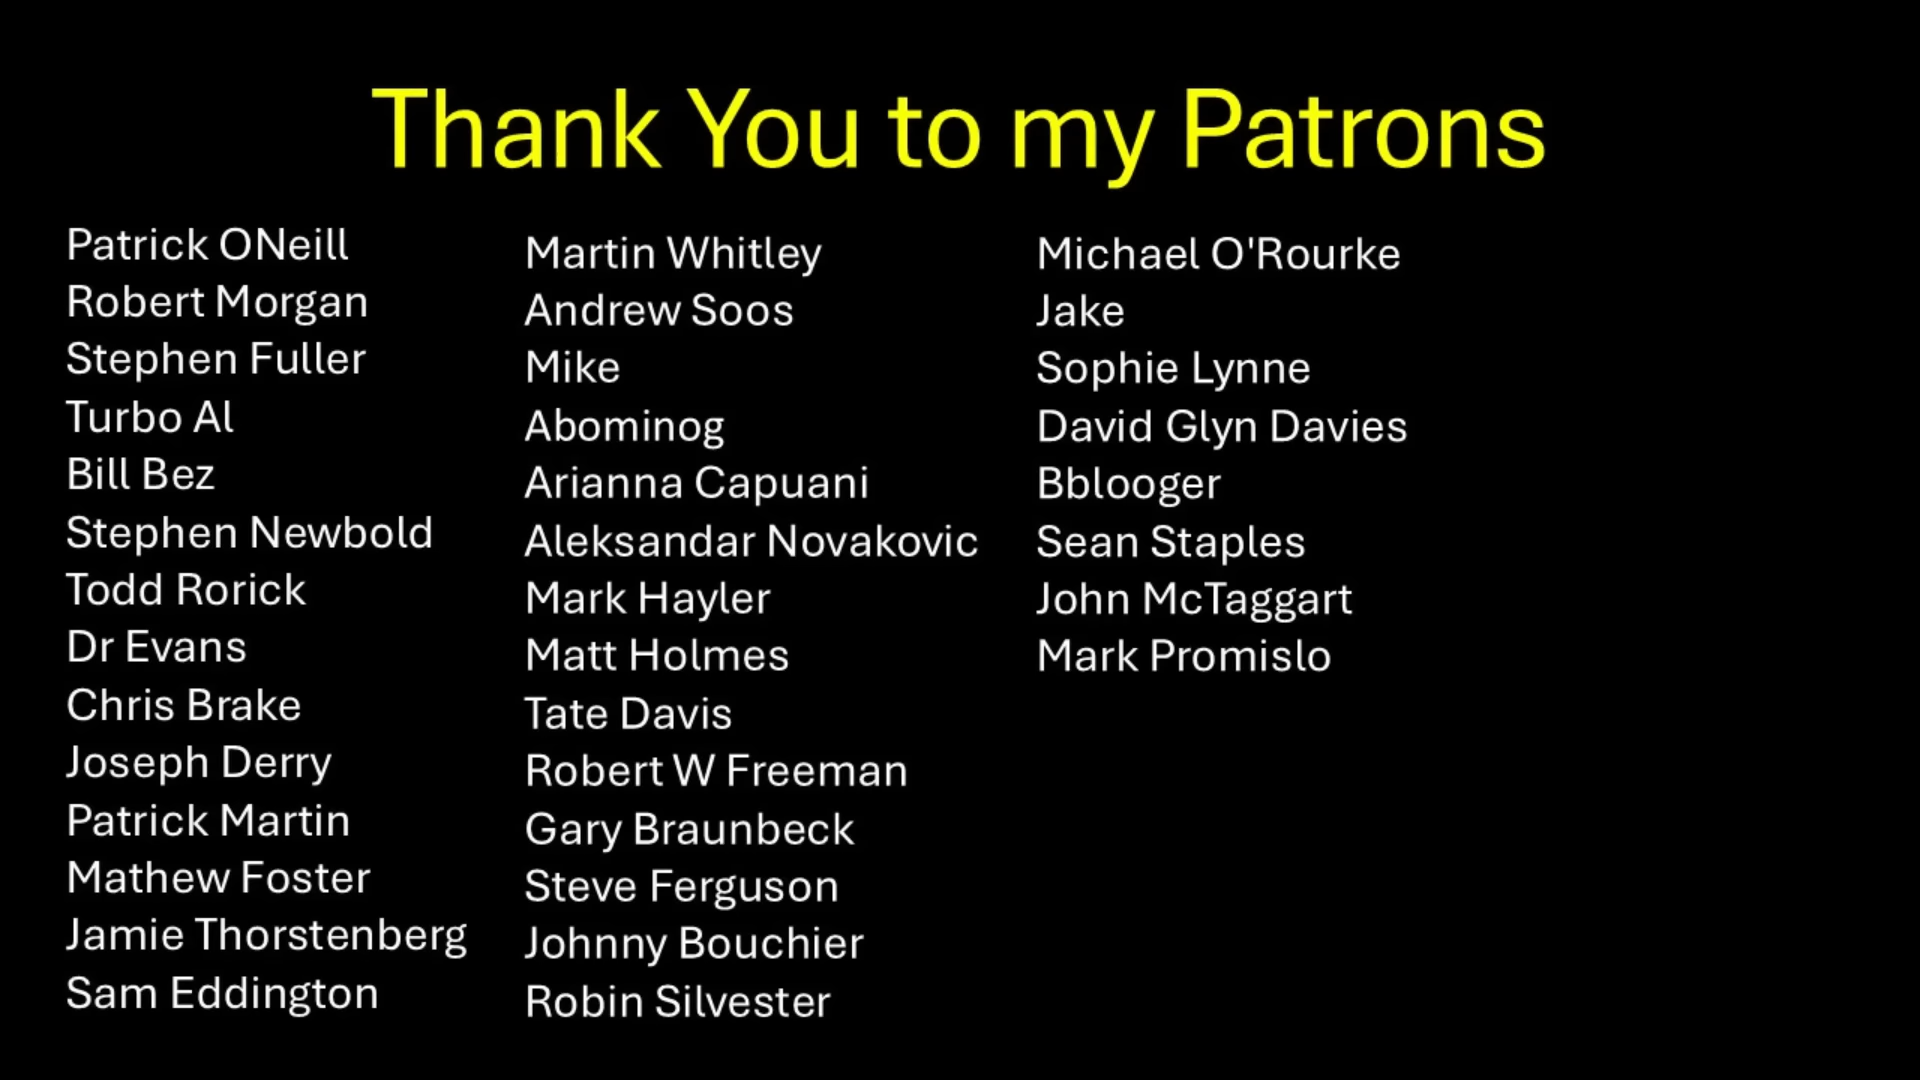 Thank You to my Patrons
Patrick ONeill
Robert Morgan
Stephen Fuller
Turbo Al
Bill Bez
Stephen Newbold
Todd Rorick
Dr Evans
Chris Brake
Joseph Derry
Patrick Martin
Mathew Foster
Jamie Thorstenberg
Sam Eddington
Martin Whitley
Andrew Soos
Mike
Abominog
Arianna Capuani
Aleksandar Novakovic
Mark Hayler
Matt Holmes
Tate Davis
Robert W Freeman
Gary Braunbeck
Steve Ferguson
Johnny Bouchier
Robin Silvester
Michael O'Rourke
Jake
Sophie Lynne
David Glyn Davies
Bblooger
Sean Staples
John McTaggart
Mark Promislo